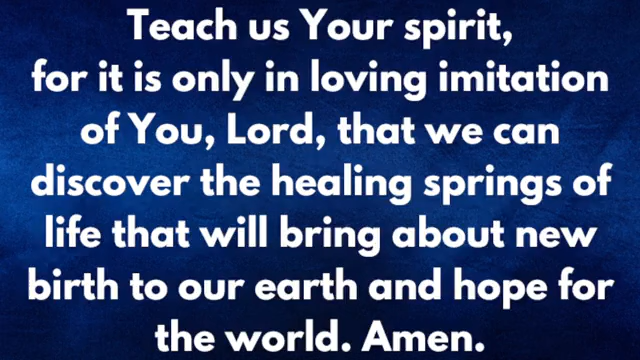 Teach us Your spirit,
for it is only in loving imitation
of You, Lord, that we can
discover the healing springs of
life that will bring about new
birth to our earth and hope for
the world. Amen.